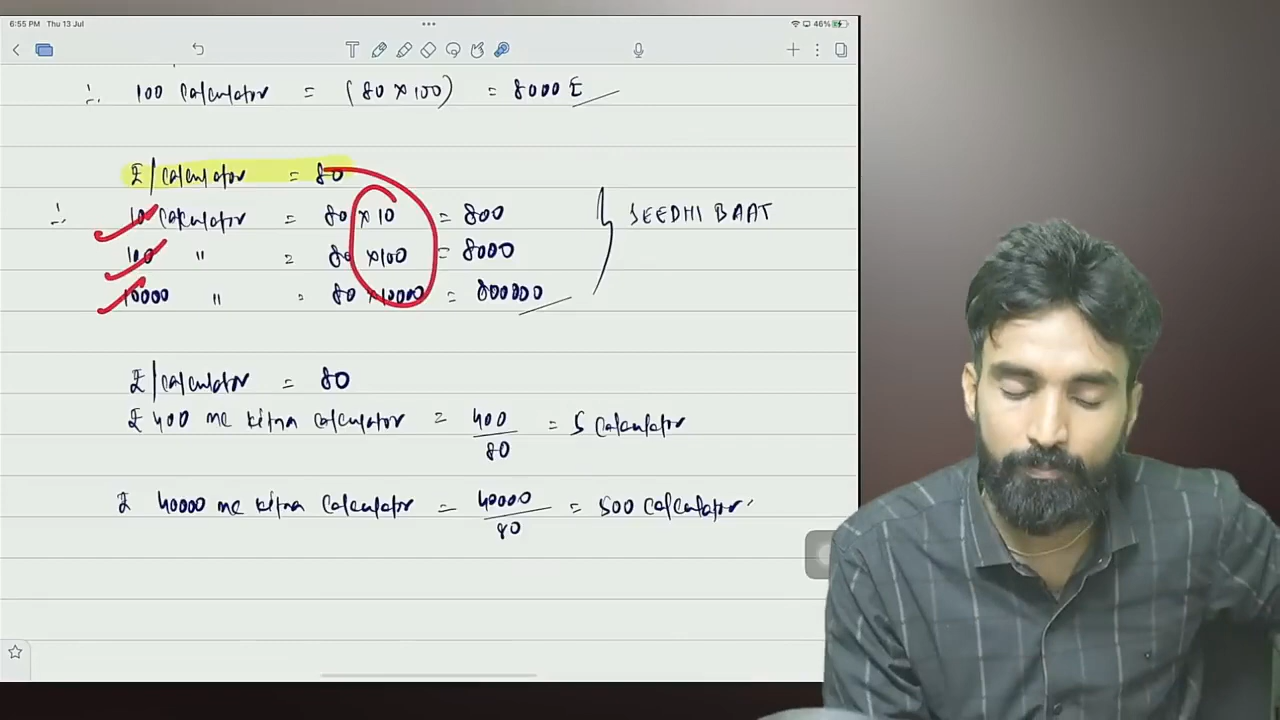 6:55 PM Thu 13 Jul
46%
∴ 100 Calculator = (80 × 100) = 8000 £
₹/Calculator = 80
∴ 10 Calculator = 80 × 10 = 800
100 " = 80 × 100 = 8000
10000 " = 80 × 10000 = 800000
SEEDHI BAAT
₹/Calculator = 80
₹ 400 me kitna calculator = 400/80 = 5 Calculator
₹ 40000 me kitna calculator = 40000/80 = 500 Calculator